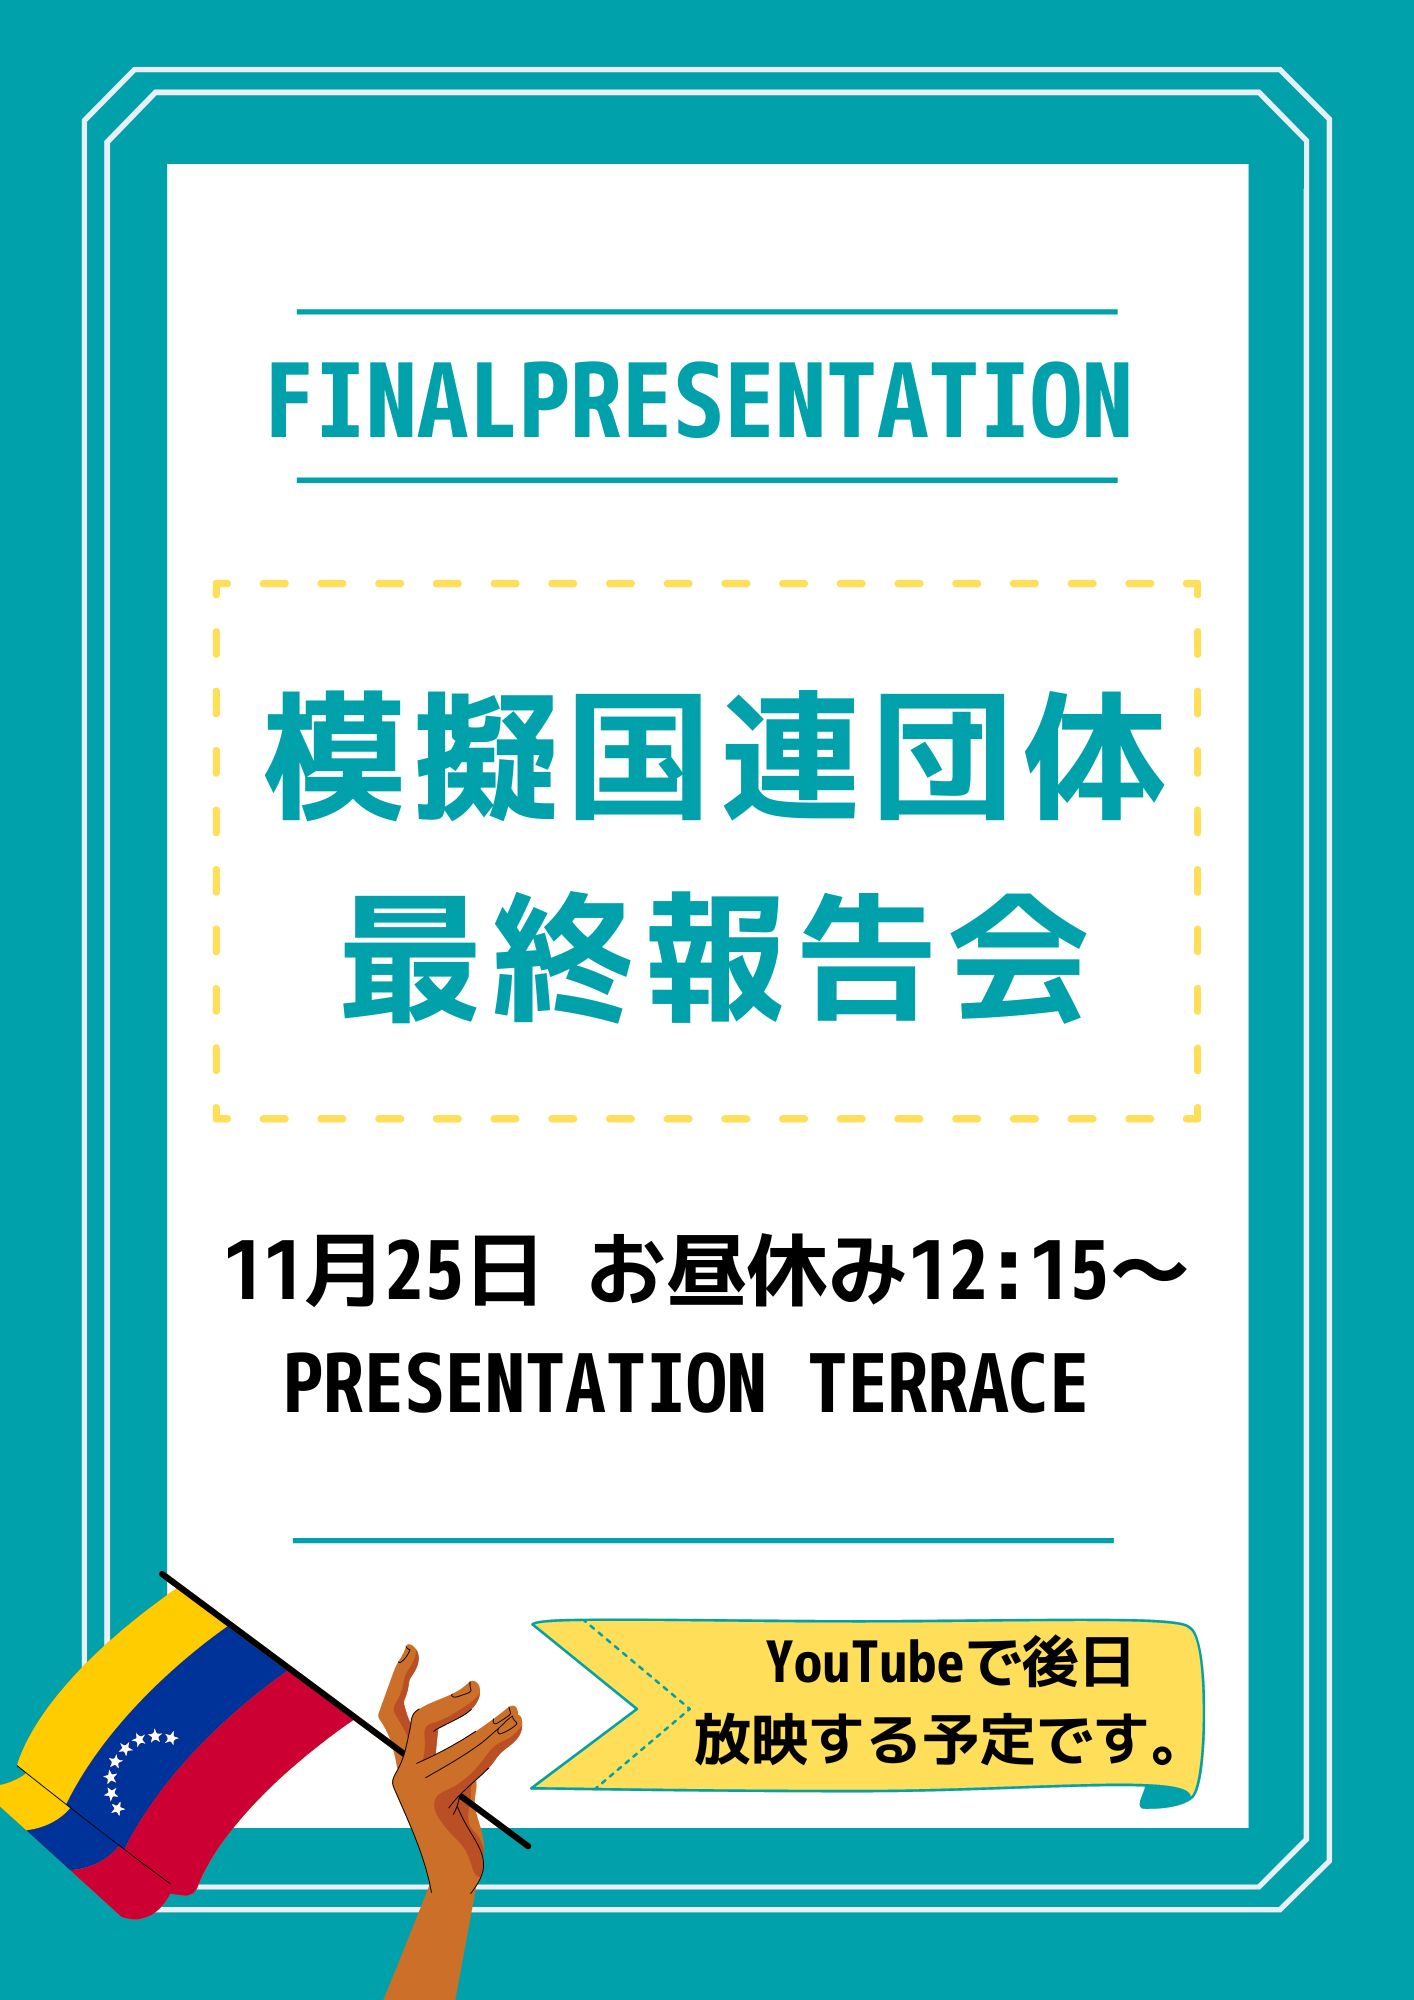 FINALPRESENTATION
模擬国連団体
最終報告会
11月25日 お昼休み12:15〜
PRESENTATION TERRACE
YouTubeで後日
放映する予定です。